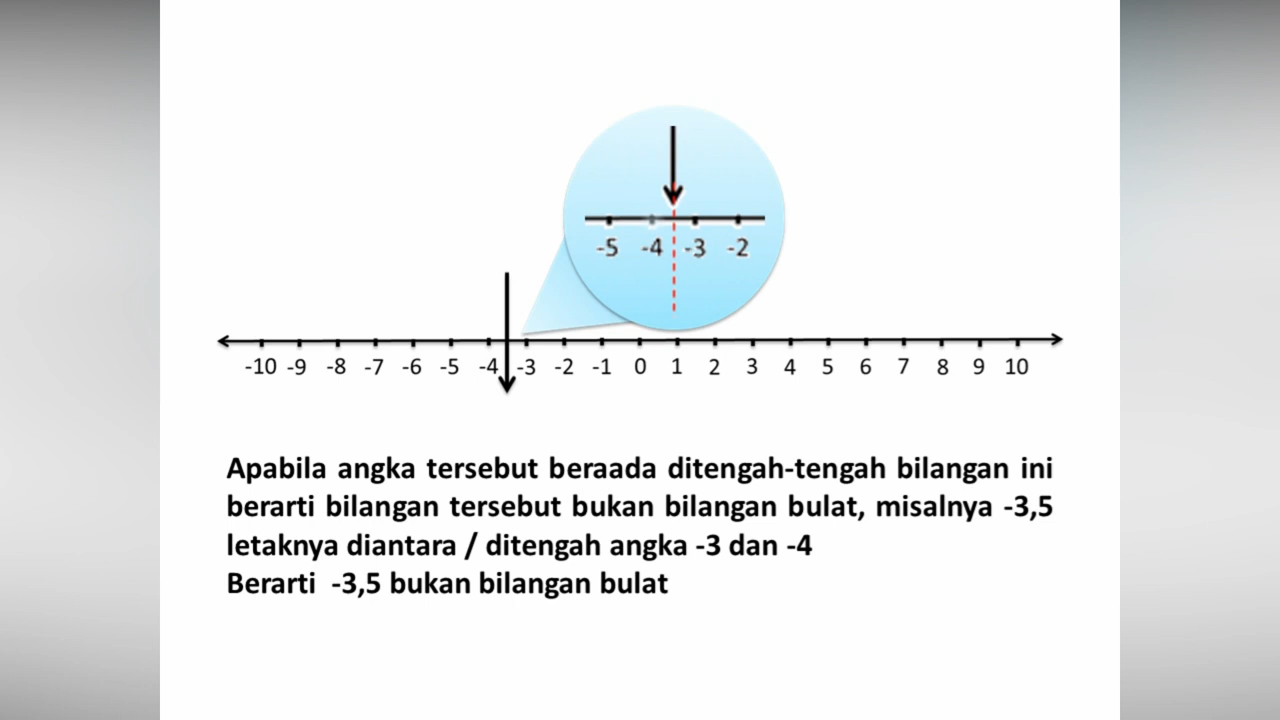 -5 -4 -3 -2
-10 -9 -8 -7 -6 -5 -4 -3 -2 -1 0 1 2 3 4 5 6 7 8 9 10
Apabila angka tersebut beraada ditengah-tengah bilangan ini
berarti bilangan tersebut bukan bilangan bulat, misalnya -3,5
letaknya diantara / ditengah angka -3 dan -4
Berarti -3,5 bukan bilangan bulat